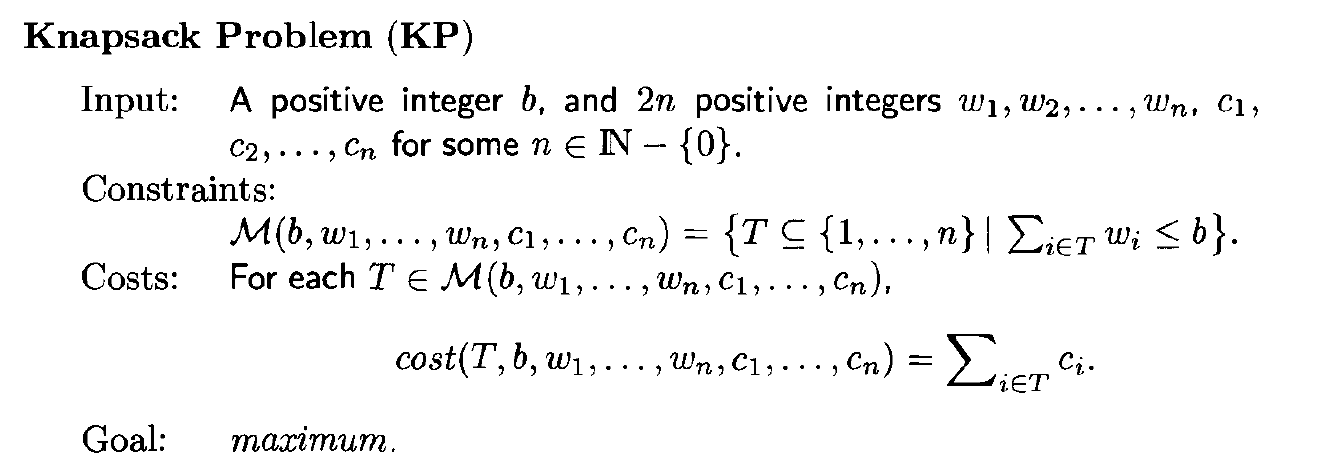 Knapsack Problem (KP)
Input: A positive integer b, and 2n positive integers w₁, w₂, . . . , wₙ, c₁,
c₂, . . . , cₙ for some n ∈ ℕ − {0}.
Constraints:
ℳ(b, w₁, . . . , wₙ, c₁, . . . , cₙ) = {T ⊆ {1, . . . , n} | ∑_{i∈T} wᵢ ≤ b}.
Costs: For each T ∈ ℳ(b, w₁, . . . , wₙ, c₁, . . . , cₙ),
cost(T, b, w₁, . . . , wₙ, c₁, . . . , cₙ) = ∑_{i∈T} cᵢ.
Goal: maximum.